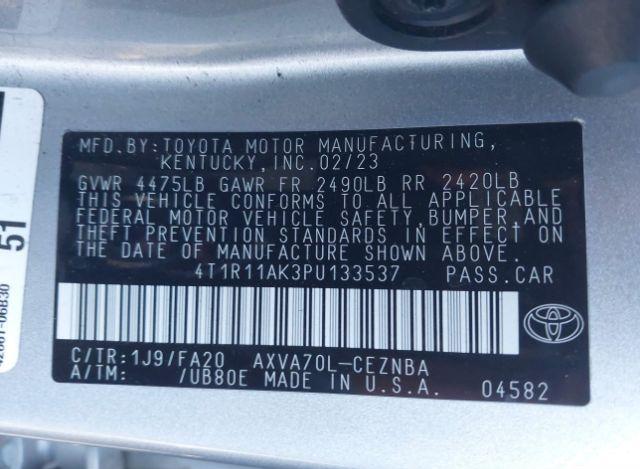 MFD.BY:TOYOTA MOTOR MANUFACTURING,
KENTUCKY,INC.02/23
GVWR 4475LB GAWR FR 2490LB RR 2420LB
THIS VEHICLE CONFORMS TO ALL APPLICABLE
FEDERAL MOTOR VEHICLE SAFETY,BUMPER,AND
THEFT PREVENTION STANDARDS IN EFFECT ON
THE DATE OF MANUFACTURE SHOWN ABOVE.
4T1R11AK3PU133537 PASS.CAR
C/TR:1J9/FA20 AXVA70L-CEZNBA
A/TM: /UB80E MADE IN U.S.A. 04582
51